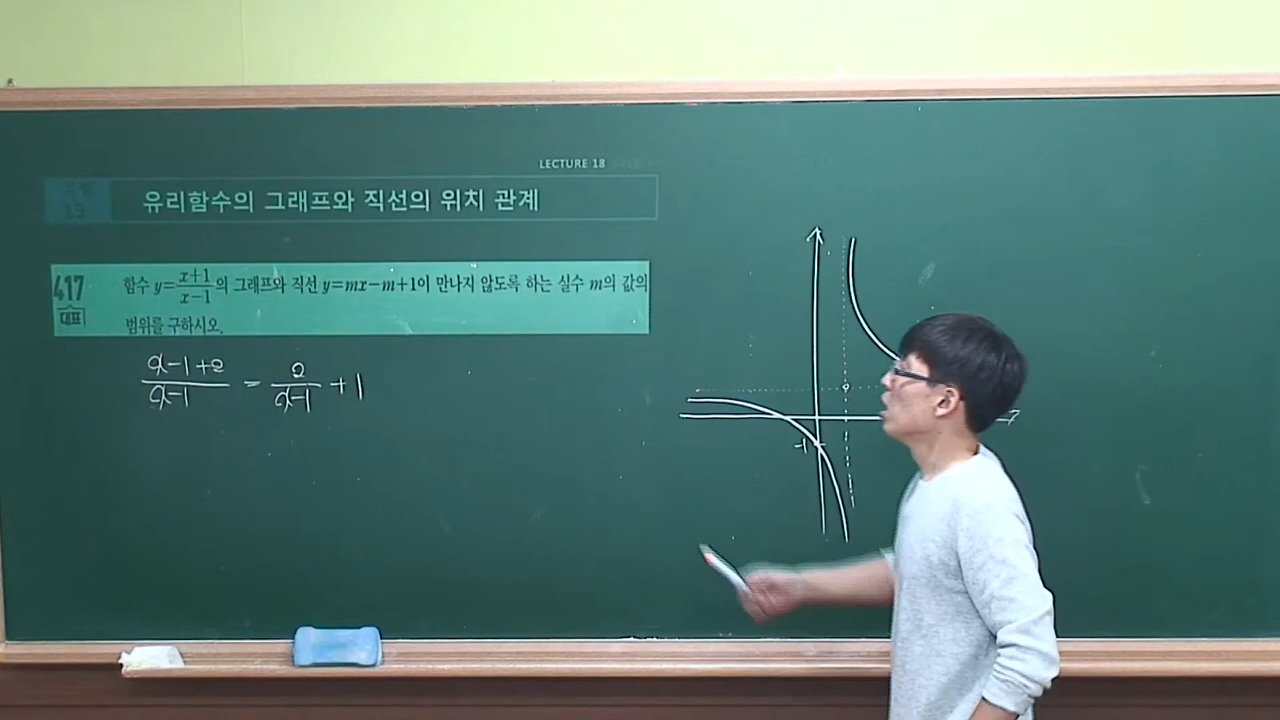 LECTURE 18
유리함수의 그래프와 직선의 위치 관계
417
대표
함수 y=\frac{x+1}{x-1}의 그래프와 직선 y=mx-m+1이 만나지 않도록 하는 실수 m의 값의
범위를 구하시오.
\frac{x-1+2}{x-1} = \frac{2}{x-1} + 1
-1